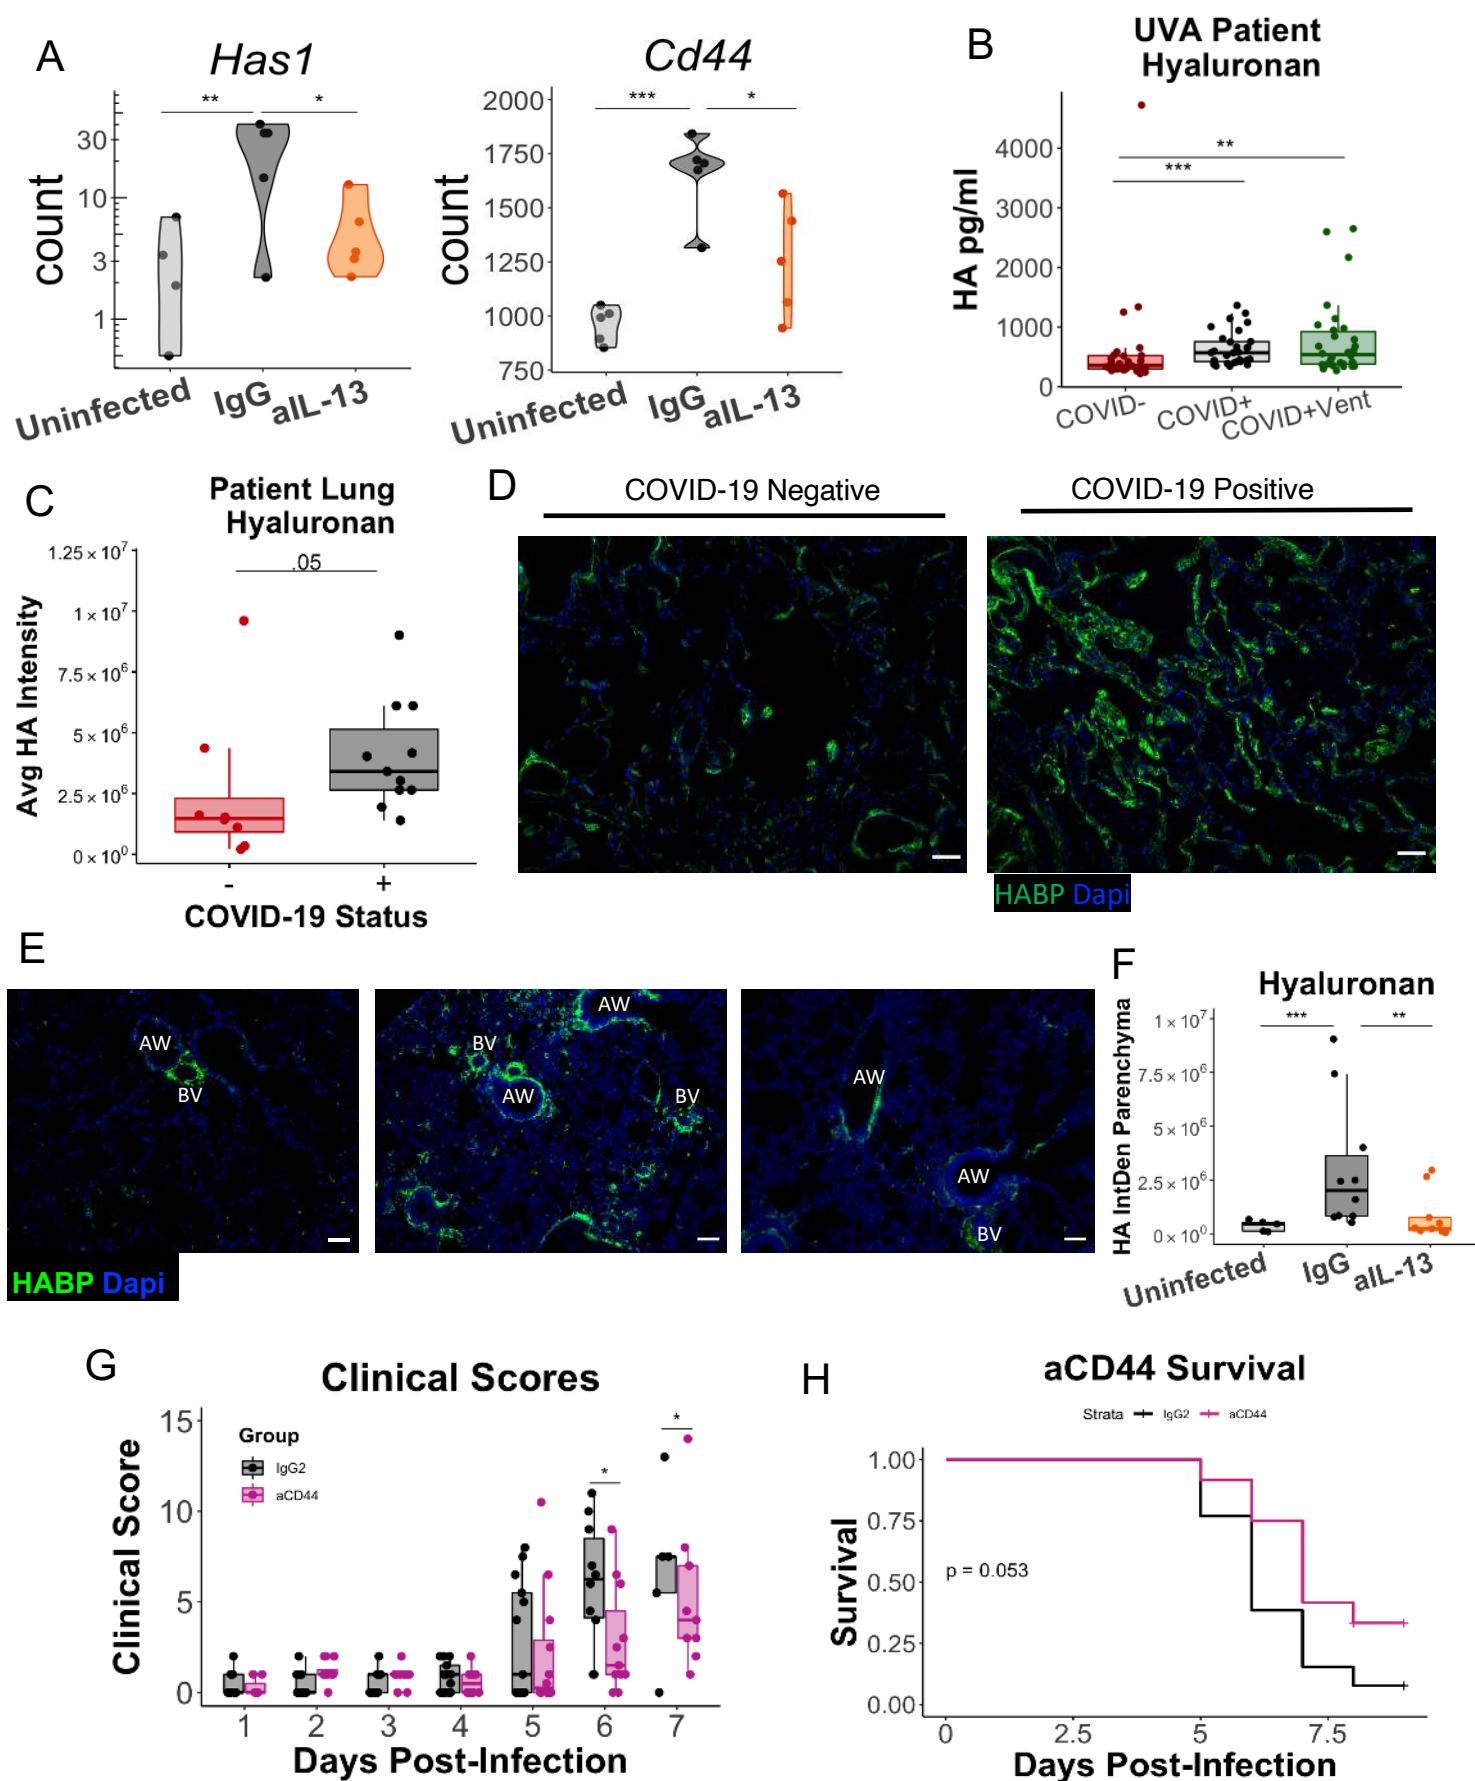 A
Has1
** *
count
30
10
3
1
Uninfected IgG aIL-13
Cd44
*** *
count
2000
1750
1500
1250
1000
750
Uninfected IgG aIL-13
B
UVA Patient
Hyaluronan
**
***
HA pg/ml
4000
3000
2000
1000
0
COVID- COVID+ COVID+Vent
C
Patient Lung
Hyaluronan
.05
Avg HA Intensity
1.25 × 10⁷
1 × 10⁷
7.5 × 10⁶
5 × 10⁶
2.5 × 10⁶
0 × 10⁰
- +
COVID-19 Status
D
COVID-19 Negative COVID-19 Positive
HABP Dapi
E
AW
BV
AW
BV
AW
BV
AW
AW
BV
HABP Dapi
F
Hyaluronan
*** **
HA IntDen Parenchyma
1 × 10⁷
7.5 × 10⁶
5 × 10⁶
2.5 × 10⁶
0 × 10⁰
Uninfected IgG aIL-13
G
Clinical Scores
Group
IgG2
aCD44
* *
Clinical Score
15
10
5
0
1 2 3 4 5 6 7
Days Post-Infection
H
aCD44 Survival
Strata IgG2 aCD44
Survival
1.00
0.75
0.50
0.25
0.00
p = 0.053
0 2.5 5 7.5
Days Post-Infection